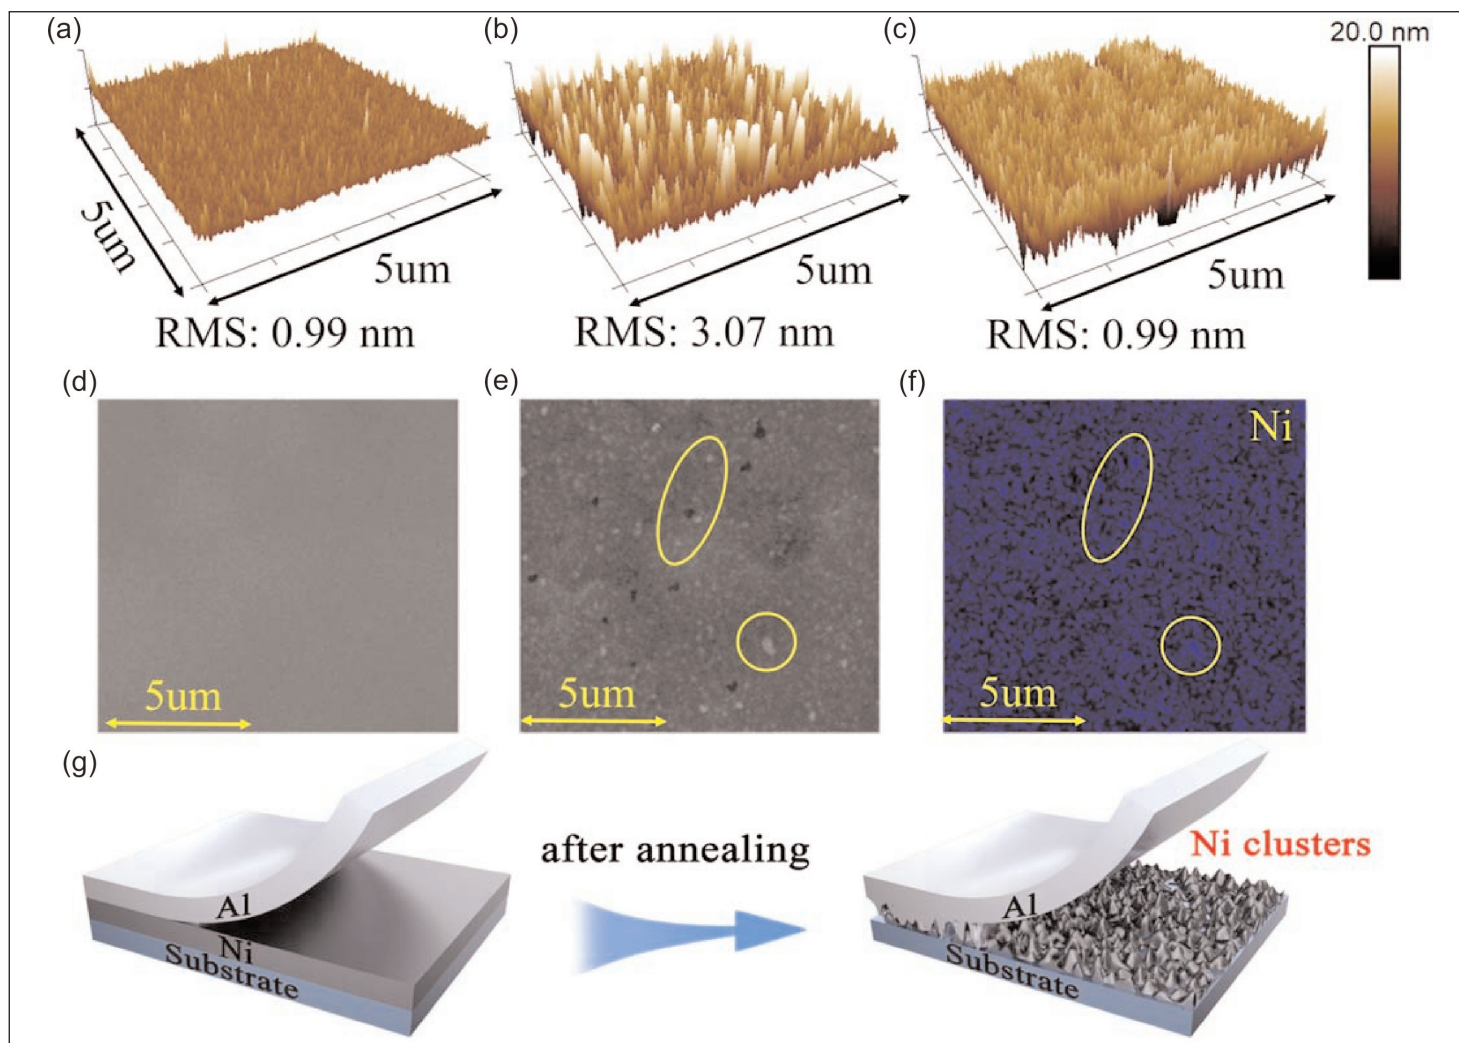 (a)
(b)
(c)
20.0 nm
5um
5um
5um
5um
RMS: 0.99 nm
RMS: 3.07 nm
RMS: 0.99 nm
(d)
(e)
(f)
Ni
5um
5um
5um
(g)
after annealing
Ni clusters
Al
Ni
Substrate
Al
Substrate